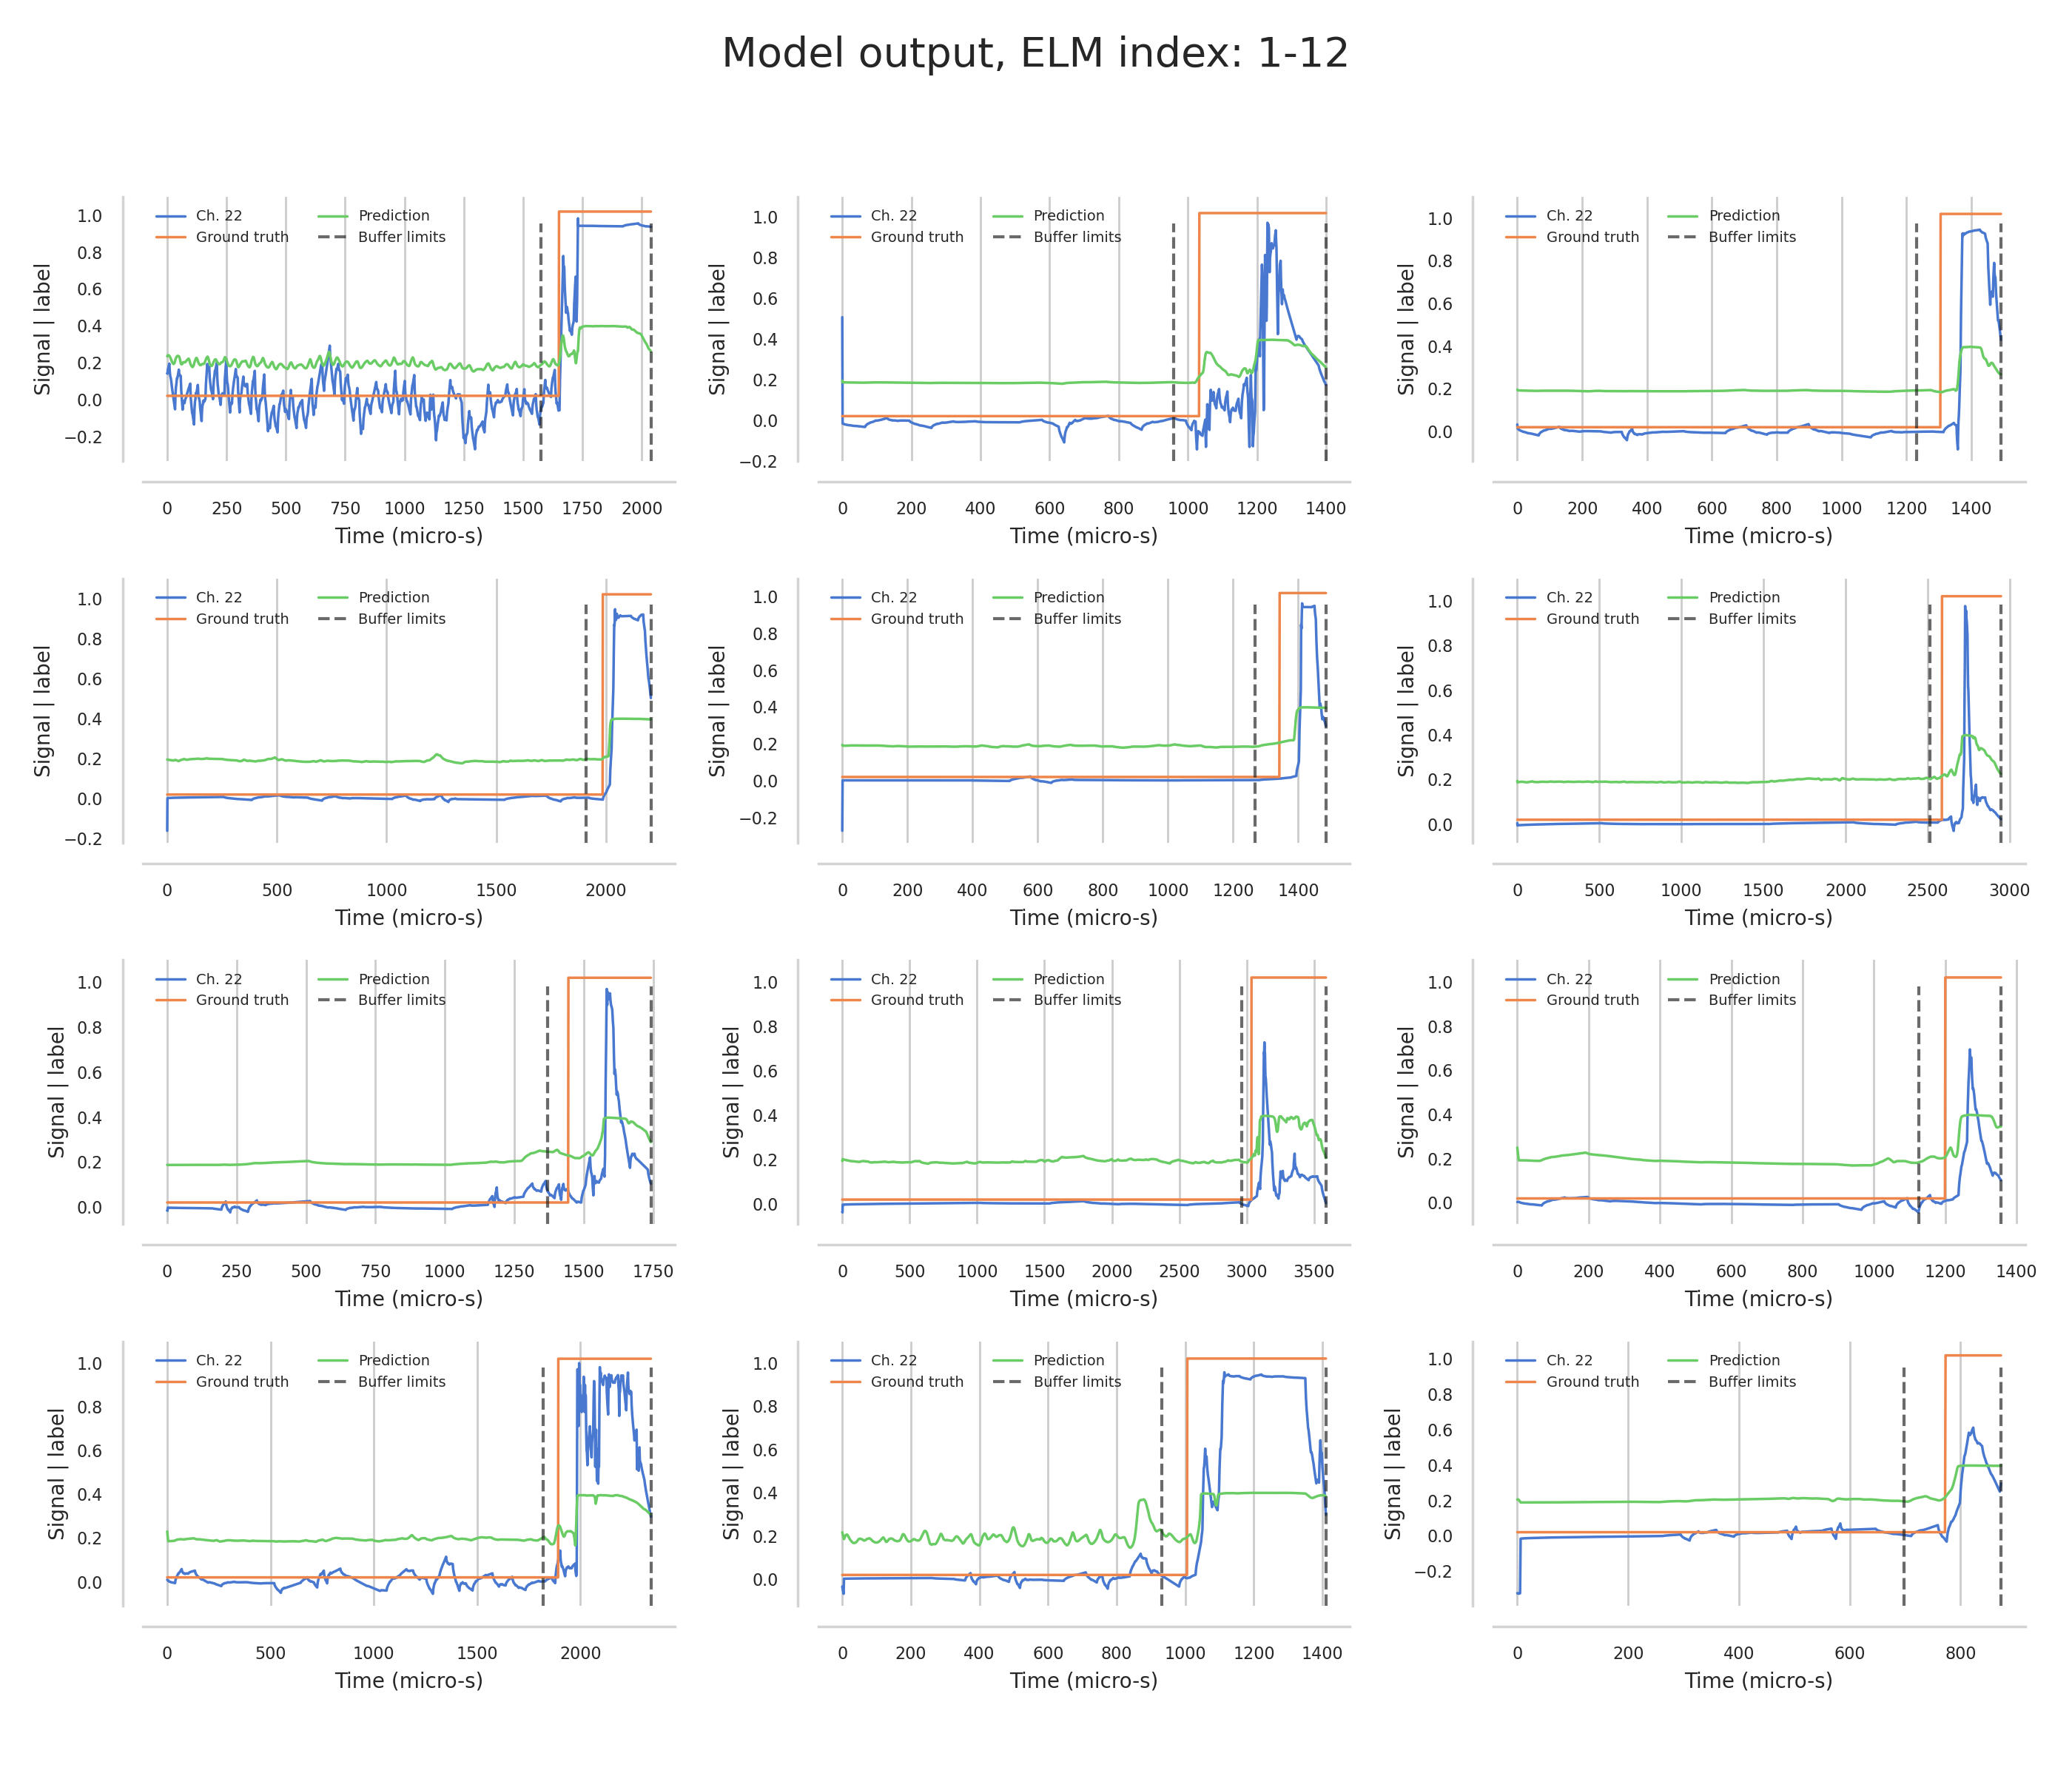 Model output, ELM index: 1-12
Signal | label
1.0
0.8
0.6
0.4
0.2
0.0
−0.2
Ch. 22 Prediction
Ground truth Buffer limits
0 250 500 750 1000 1250 1500 1750 2000
Time (micro-s)
Signal | label
1.0
0.8
0.6
0.4
0.2
0.0
−0.2
Ch. 22 Prediction
Ground truth Buffer limits
0 200 400 600 800 1000 1200 1400
Time (micro-s)
Signal | label
1.0
0.8
0.6
0.4
0.2
0.0
Ch. 22 Prediction
Ground truth Buffer limits
0 200 400 600 800 1000 1200 1400
Time (micro-s)
Signal | label
1.0
0.8
0.6
0.4
0.2
0.0
−0.2
Ch. 22 Prediction
Ground truth Buffer limits
0 500 1000 1500 2000
Time (micro-s)
Signal | label
1.0
0.8
0.6
0.4
0.2
0.0
−0.2
Ch. 22 Prediction
Ground truth Buffer limits
0 200 400 600 800 1000 1200 1400
Time (micro-s)
Signal | label
1.0
0.8
0.6
0.4
0.2
0.0
Ch. 22 Prediction
Ground truth Buffer limits
0 500 1000 1500 2000 2500 3000
Time (micro-s)
Signal | label
1.0
0.8
0.6
0.4
0.2
0.0
Ch. 22 Prediction
Ground truth Buffer limits
0 250 500 750 1000 1250 1500 1750
Time (micro-s)
Signal | label
1.0
0.8
0.6
0.4
0.2
0.0
Ch. 22 Prediction
Ground truth Buffer limits
0 500 1000 1500 2000 2500 3000 3500
Time (micro-s)
Signal | label
1.0
0.8
0.6
0.4
0.2
0.0
Ch. 22 Prediction
Ground truth Buffer limits
0 200 400 600 800 1000 1200 1400
Time (micro-s)
Signal | label
1.0
0.8
0.6
0.4
0.2
0.0
Ch. 22 Prediction
Ground truth Buffer limits
0 500 1000 1500 2000
Time (micro-s)
Signal | label
1.0
0.8
0.6
0.4
0.2
0.0
Ch. 22 Prediction
Ground truth Buffer limits
0 200 400 600 800 1000 1200 1400
Time (micro-s)
Signal | label
1.0
0.8
0.6
0.4
0.2
0.0
−0.2
Ch. 22 Prediction
Ground truth Buffer limits
0 200 400 600 800
Time (micro-s)